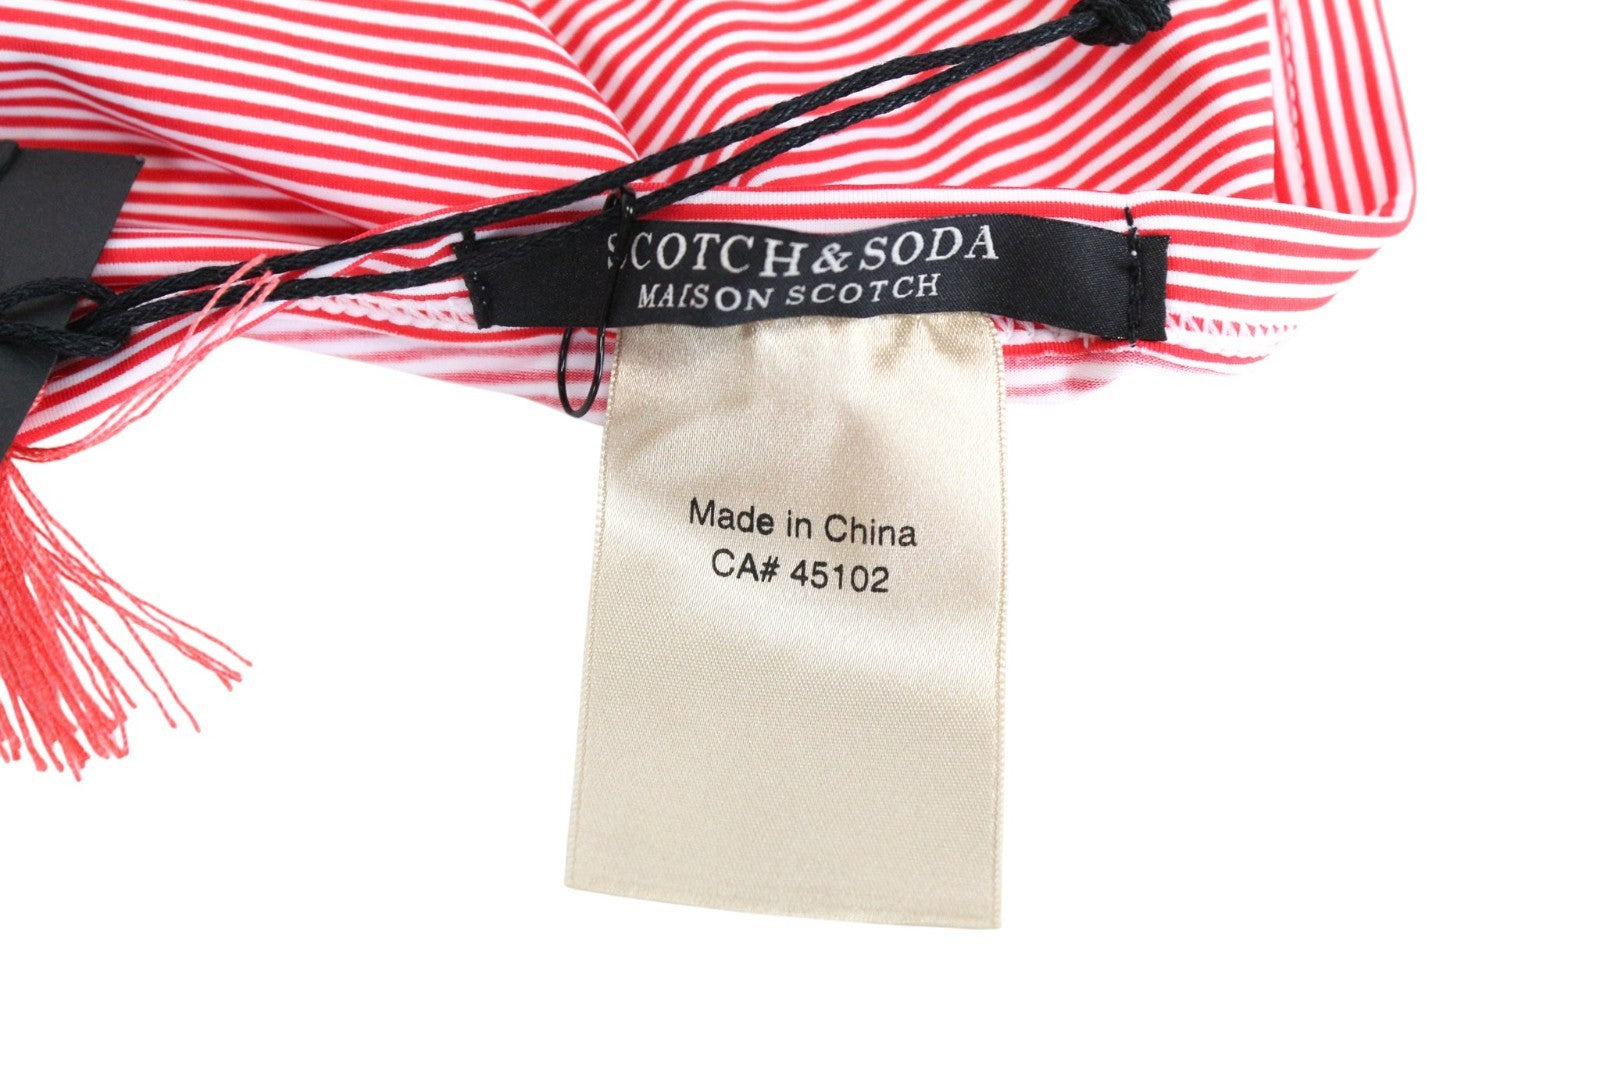 SCOTCH & SODA
MAISON SCOTCH
Made in China
CA# 45102